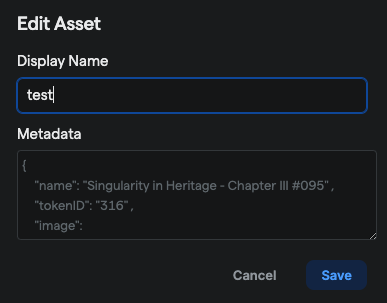 Edit Asset
Display Name
test
Metadata
{
"name": "Singularity in Heritage - Chapter III #095" ,
"tokenID": "316" ,
"image":
Cancel Save